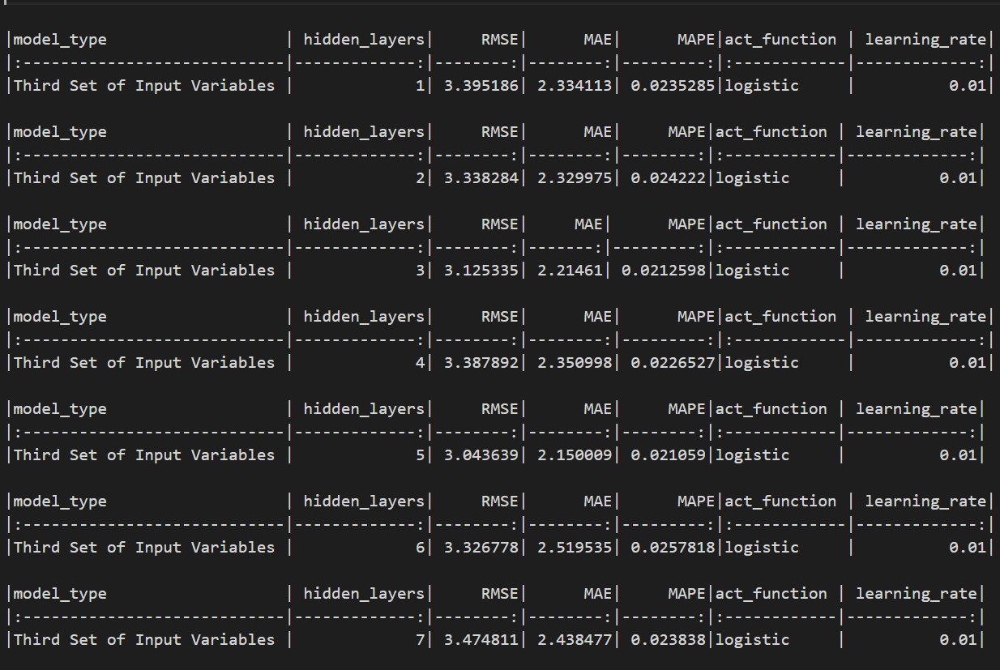 |model_type                  | hidden_layers|     RMSE|      MAE|      MAPE|act_function | learning_rate|
|:---------------------------|-------------:|--------:|--------:|---------:|:------------|-------------:|
|Third Set of Input Variables |             1| 3.395186| 2.334113| 0.0235285|logistic     |          0.01|
|model_type                  | hidden_layers|     RMSE|      MAE|     MAPE|act_function | learning_rate|
|:---------------------------|-------------:|--------:|--------:|--------:|:------------|-------------:|
|Third Set of Input Variables |             2| 3.338284| 2.329975| 0.024222|logistic     |          0.01|
|model_type                  | hidden_layers|     RMSE|     MAE|      MAPE|act_function | learning_rate|
|:---------------------------|-------------:|--------:|-------:|---------:|:------------|-------------:|
|Third Set of Input Variables |             3| 3.125335| 2.21461| 0.0212598|logistic     |          0.01|
|model_type                  | hidden_layers|     RMSE|      MAE|      MAPE|act_function | learning_rate|
|:---------------------------|-------------:|--------:|--------:|---------:|:------------|-------------:|
|Third Set of Input Variables |             4| 3.387892| 2.350998| 0.0226527|logistic     |          0.01|
|model_type                  | hidden_layers|     RMSE|      MAE|     MAPE|act_function | learning_rate|
|:---------------------------|-------------:|--------:|--------:|--------:|:------------|-------------:|
|Third Set of Input Variables |             5| 3.043639| 2.150009| 0.021059|logistic     |          0.01|
|model_type                  | hidden_layers|     RMSE|      MAE|      MAPE|act_function | learning_rate|
|:---------------------------|-------------:|--------:|--------:|---------:|:------------|-------------:|
|Third Set of Input Variables |             6| 3.326778| 2.519535| 0.0257818|logistic     |          0.01|
|model_type                  | hidden_layers|     RMSE|      MAE|     MAPE|act_function | learning_rate|
|:---------------------------|-------------:|--------:|--------:|--------:|:------------|-------------:|
|Third Set of Input Variables |             7| 3.474811| 2.438477| 0.023838|logistic     |          0.01|